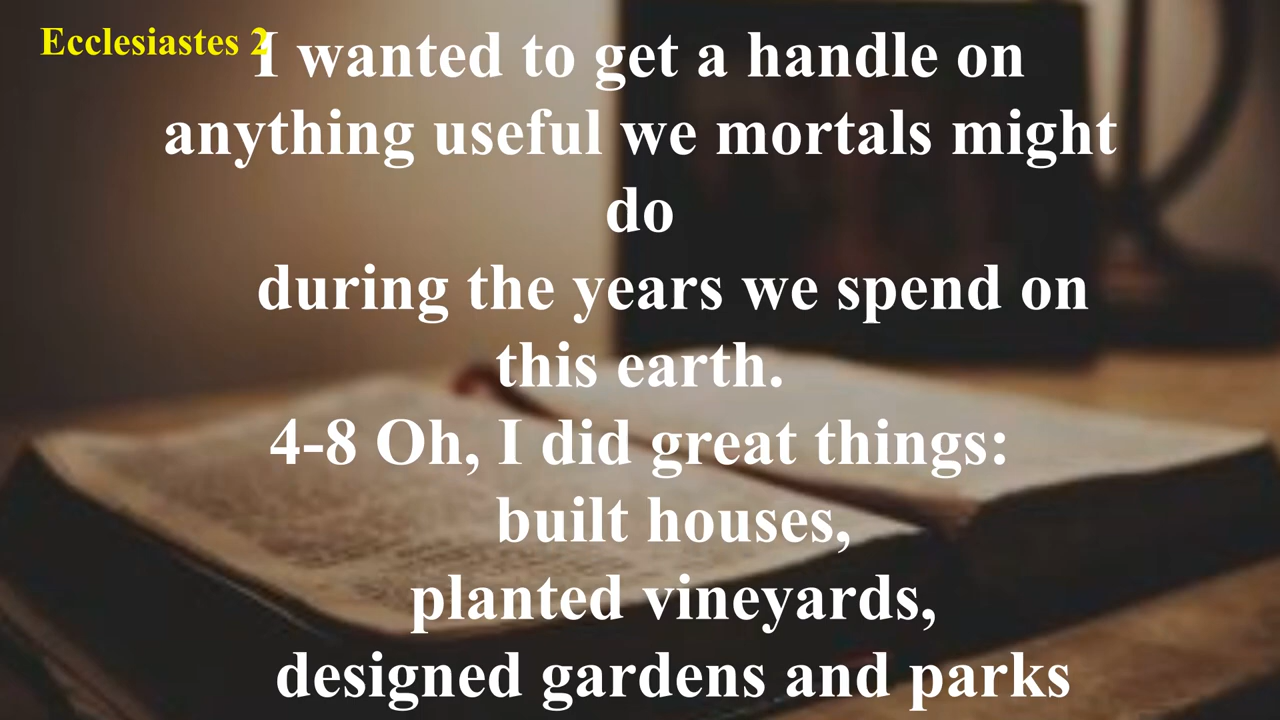 Ecclesiastes 2
I wanted to get a handle on
anything useful we mortals might
do
during the years we spend on
this earth.
4-8 Oh, I did great things:
built houses,
planted vineyards,
designed gardens and parks